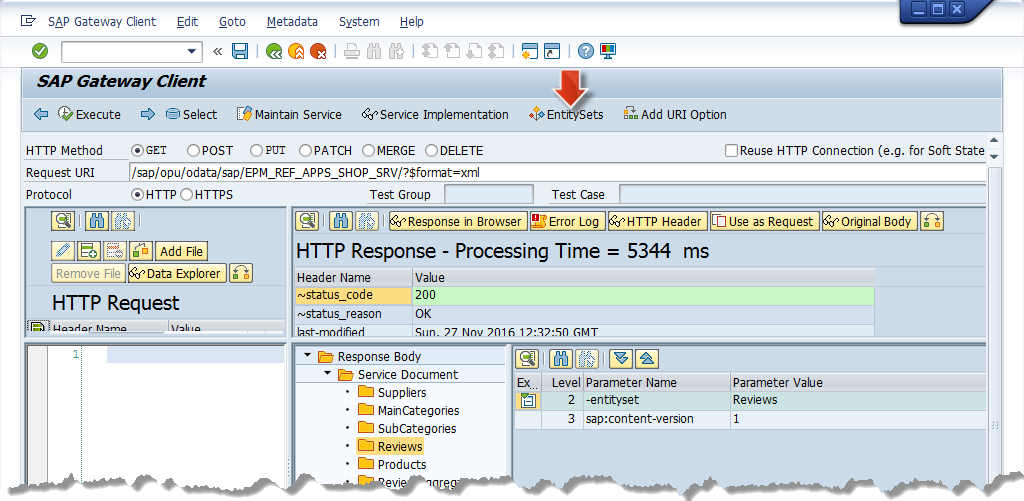 SAP Gateway Client Edit Goto Metadata System Help
«
SAP Gateway Client
Execute Select Maintain Service Service Implementation EntitySets Add URI Option
HTTP Method GET POST PUT PATCH MERGE DELETE Reuse HTTP Connection (e.g. for Soft State
Request URI /sap/opu/odata/sap/EPM_REF_APPS_SHOP_SRV/?$format=xml
Protocol HTTP HTTPS Test Group Test Case
Response in Browser Error Log HTTP Header Use as Request Original Body
Add File
Remove File Data Explorer
HTTP Request
Header Name Value
1
HTTP Response - Processing Time = 5344 ms
Header Name Value
~status_code 200
~status_reason OK
last-modified Sun, 27 Nov 2016 12:32:50 GMT
Response Body
Service Document
Suppliers
MainCategories
SubCategories
Reviews
Products
Ex... Level Parameter Name Parameter Value
2 -entityset Reviews
3 sap:content-version 1